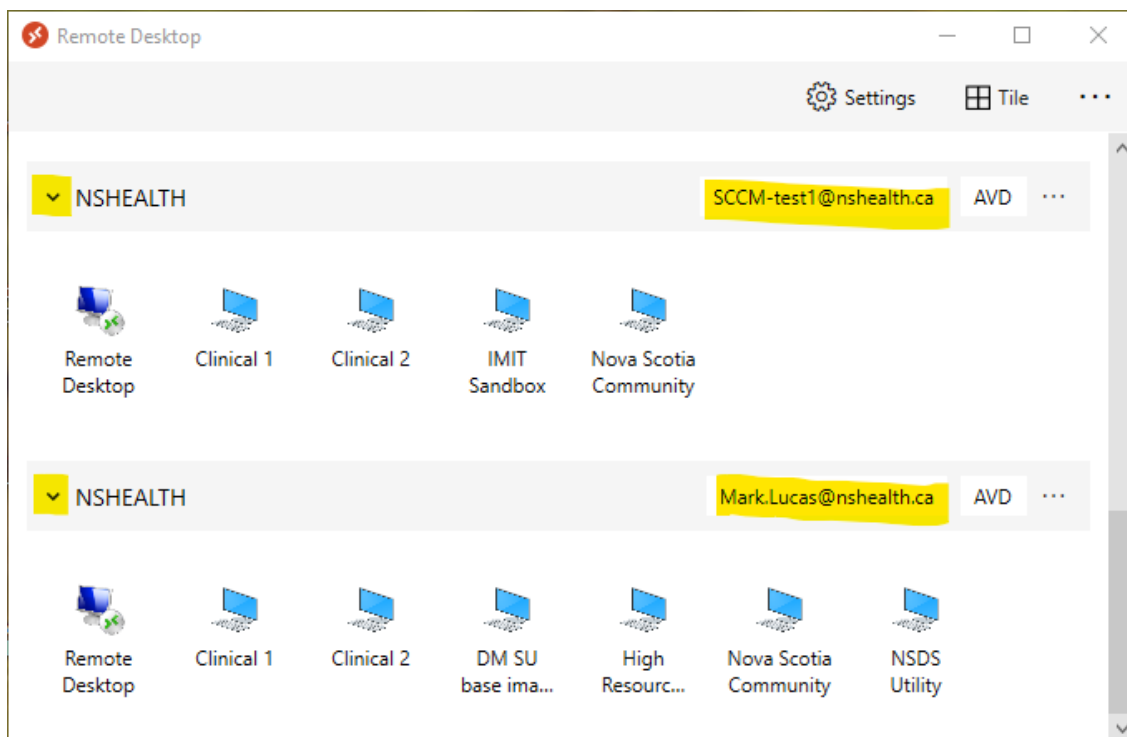 Remote Desktop
Settings Tile ...
NSHEALTH SCCM-test1@nshealth.ca AVD ...
Remote Clinical 1 Clinical 2 IMIT Nova Scotia
Desktop Sandbox Community
NSHEALTH Mark.Lucas@nshealth.ca AVD ...
Remote Clinical 1 Clinical 2 DM SU High Nova Scotia NSDS
Desktop base ima... Resourc... Community Utility